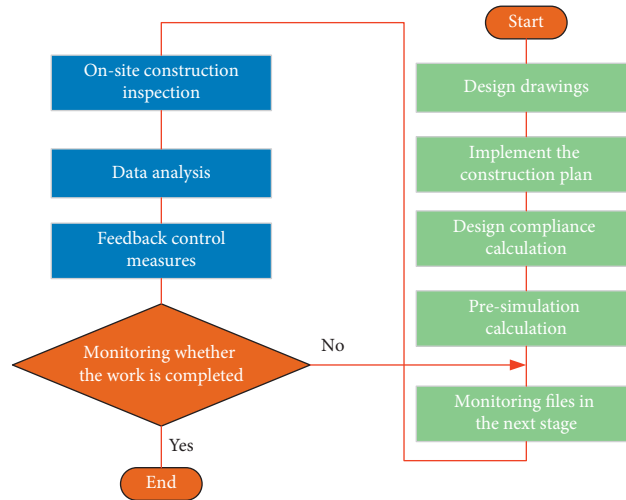 Start
Design drawings
Implement the
construction plan
Design compliance
calculation
Pre-simulation
calculation
Monitoring files in
the next stage
On-site construction
inspection
Data analysis
Feedback control
measures
Monitoring whether
the work is completed
No
Yes
End